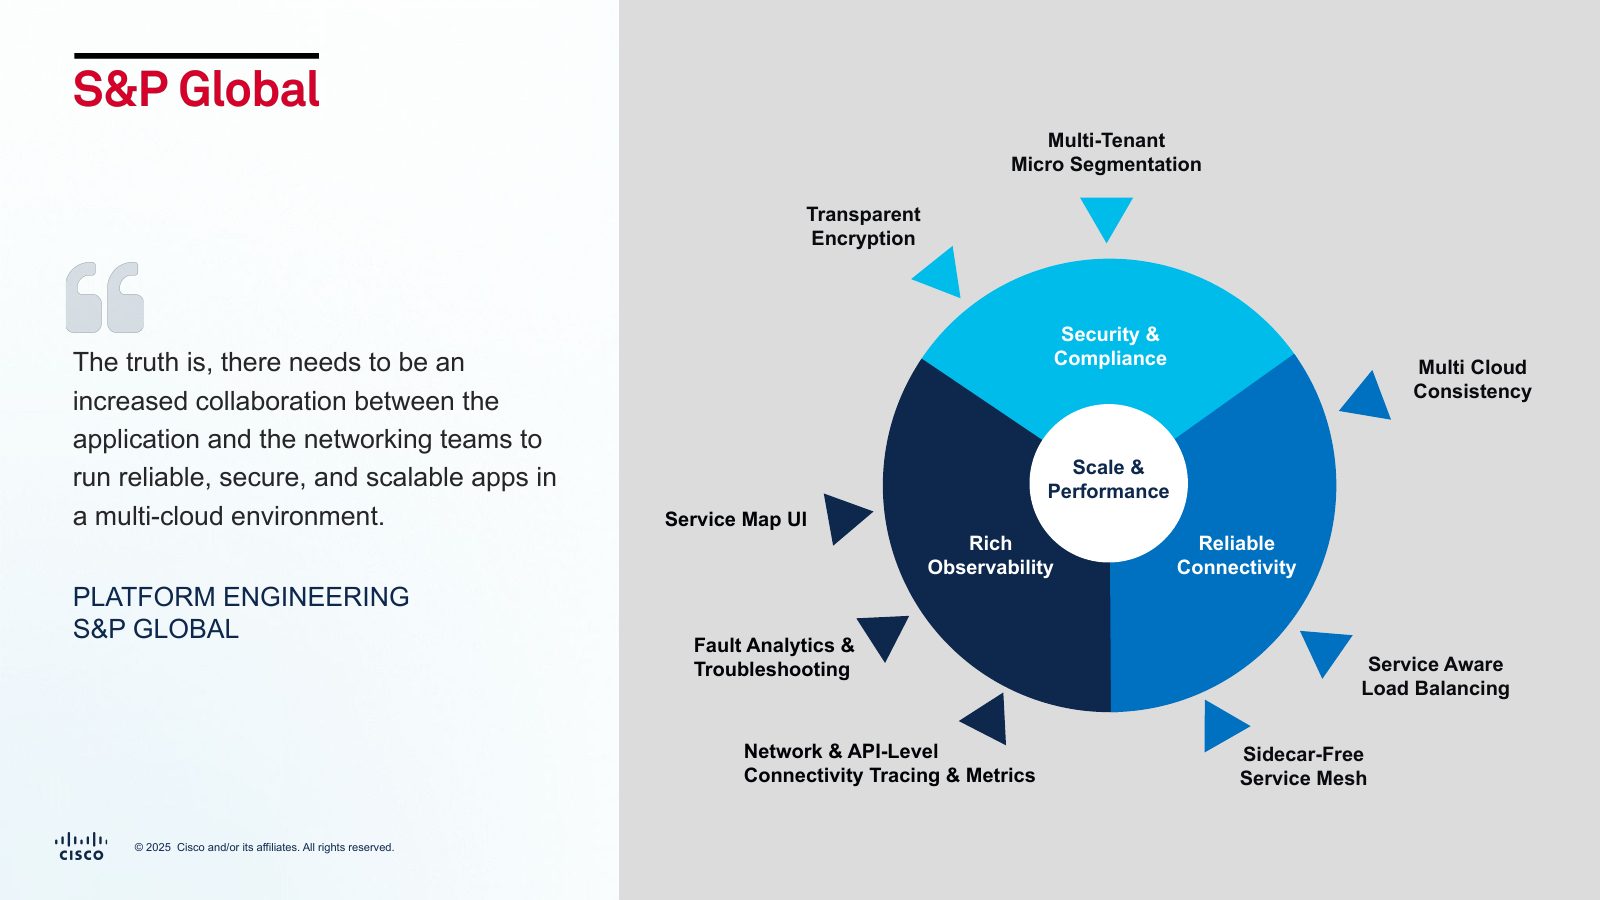 S&P Global
The truth is, there needs to be an
increased collaboration between the
application and the networking teams to
run reliable, secure, and scalable apps in
a multi-cloud environment.
PLATFORM ENGINEERING
S&P GLOBAL
CISCO
© 2025 Cisco and/or its affiliates. All rights reserved.
Multi-Tenant
Micro Segmentation
Transparent
Encryption
Security &
Compliance
Multi Cloud
Consistency
Scale &
Performance
Service Map UI
Rich
Observability
Reliable
Connectivity
Fault Analytics &
Troubleshooting
Service Aware
Load Balancing
Network & API-Level
Connectivity Tracing & Metrics
Sidecar-Free
Service Mesh